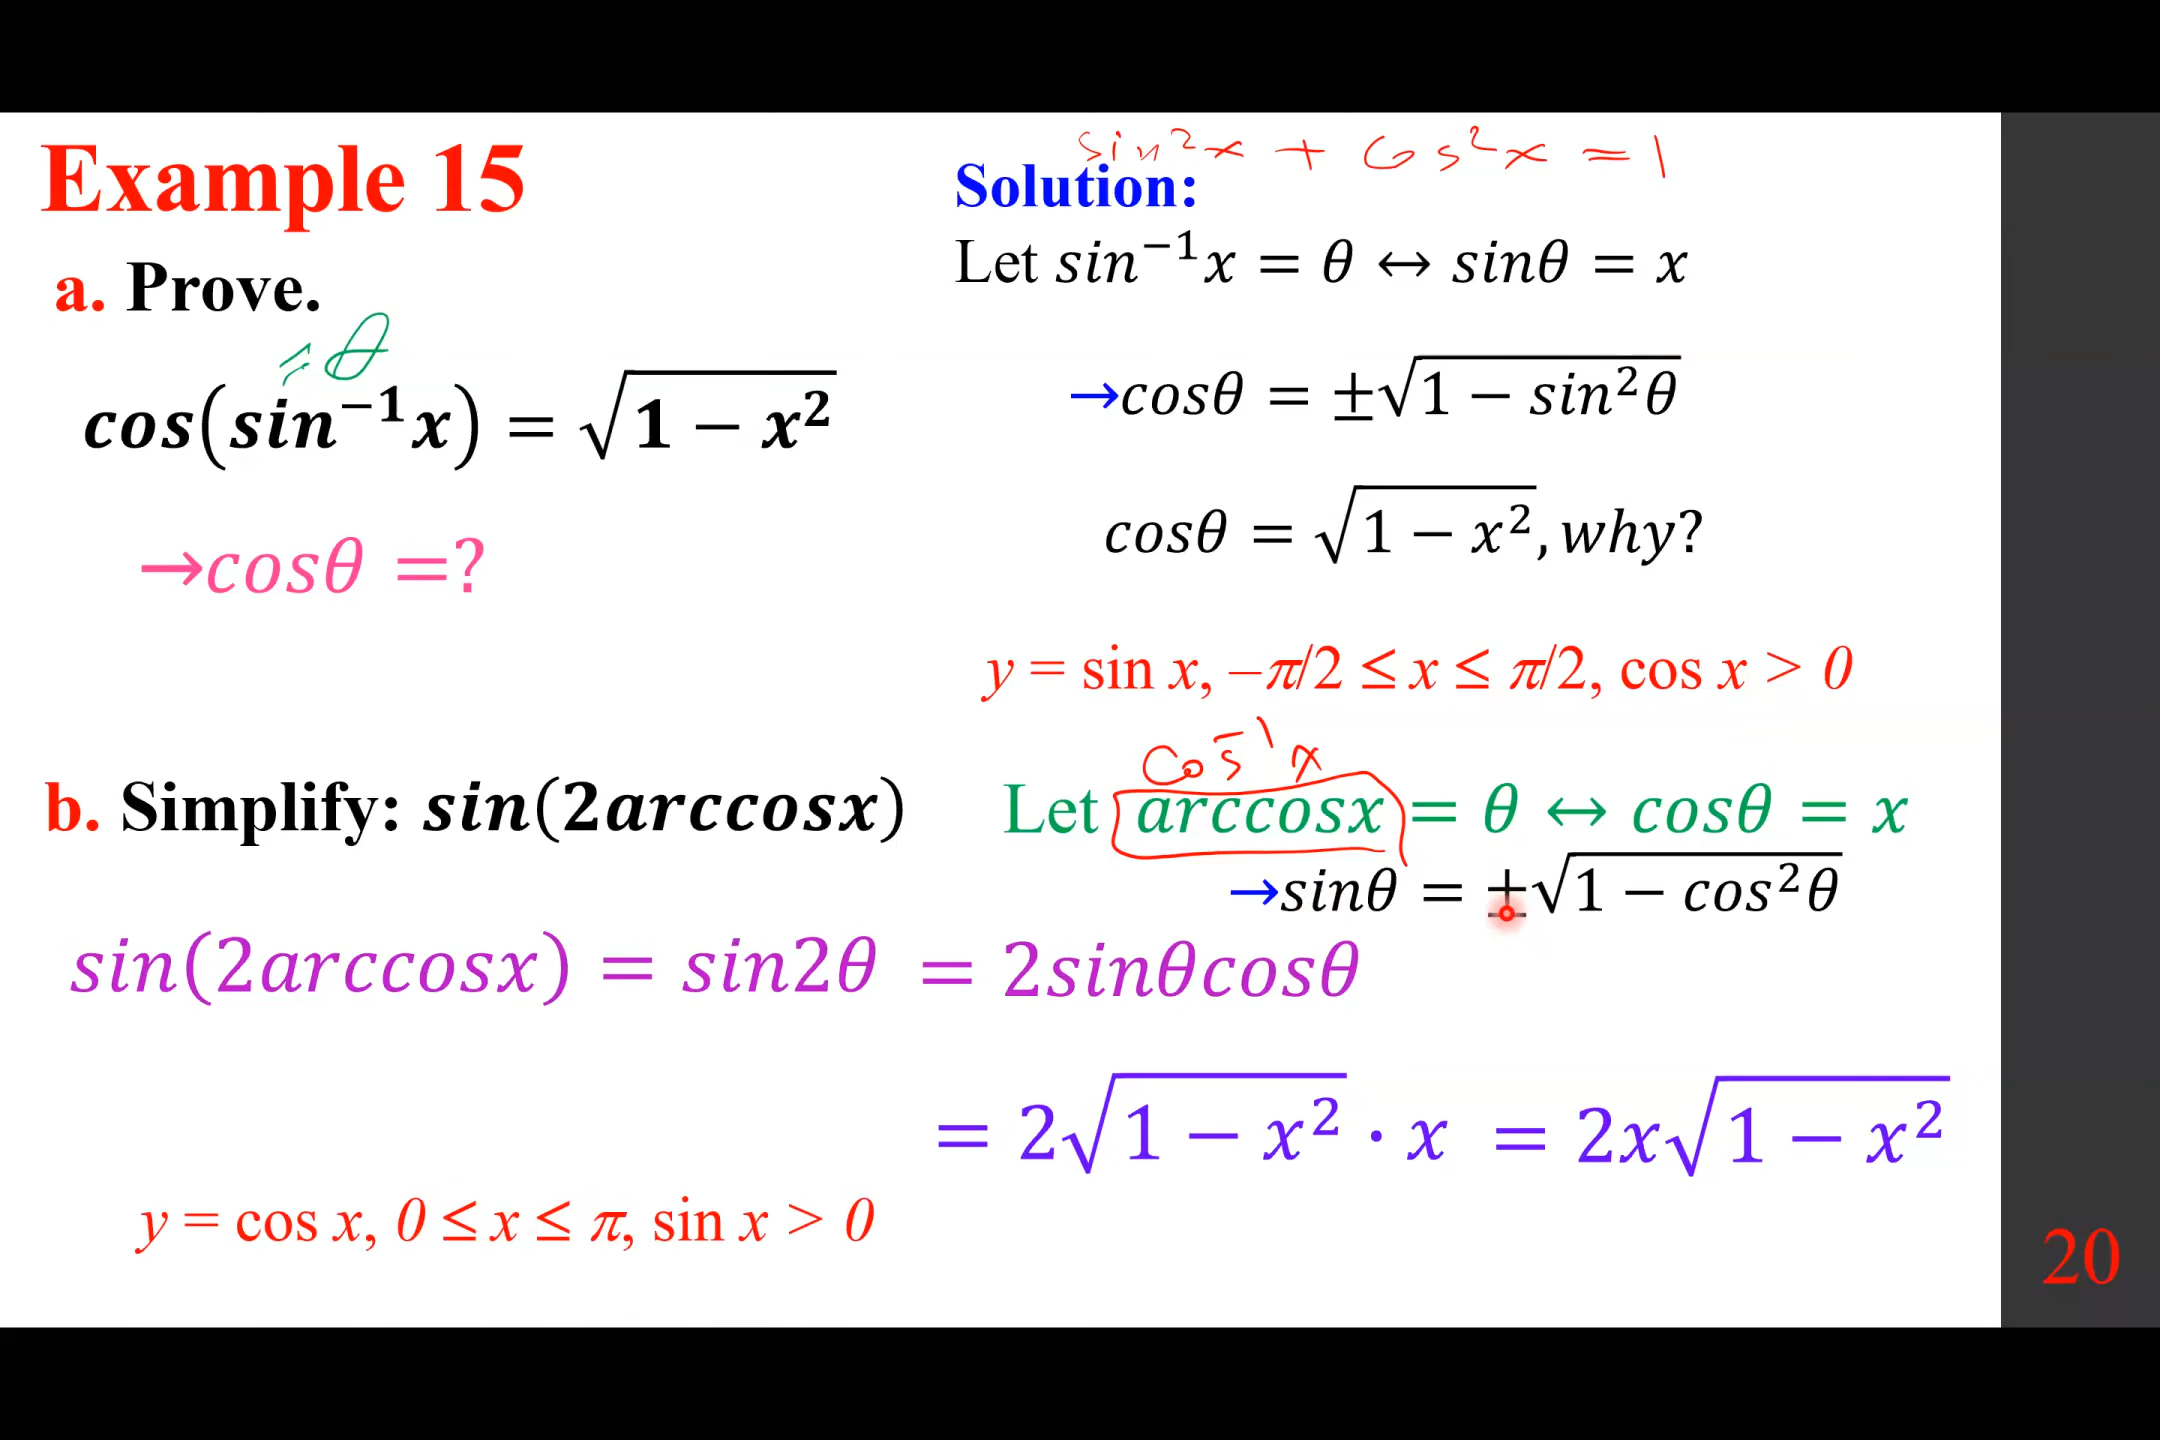 Example 15
a. Prove.
= θ
cos(sin⁻¹x) = √(1 − x²)
→cosθ =?
sin²x + cos²x = 1
Solution:
Let sin⁻¹x = θ ↔ sinθ = x
→cosθ = ±√(1 − sin²θ)
cosθ = √(1 − x²), why?
y = sin x, –π/2 ≤ x ≤ π/2, cos x > 0
b. Simplify: sin(2arccosx)
cos⁻¹x
Let arccosx = θ ↔ cosθ = x
→sinθ = ±√(1 − cos²θ)
sin(2arccosx) = sin2θ = 2sinθcosθ
= 2√(1 − x²) · x = 2x√(1 − x²)
y = cos x, 0 ≤ x ≤ π, sin x > 0
20